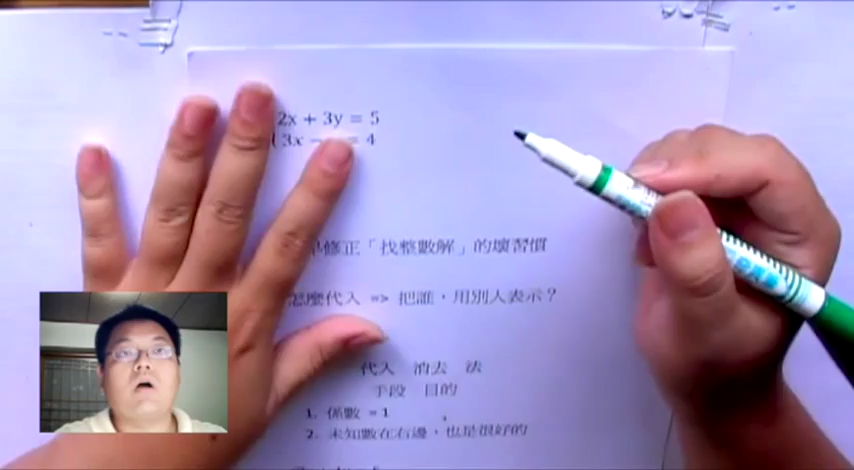 2x + 3y = 5
3x = 4
修正「找整數解」的壞習慣
怎麼代入 => 把誰，用別人表示？
代入 消去 法
手段 目的
1. 係數 =1
2. 未知數在右邊，也是很好的